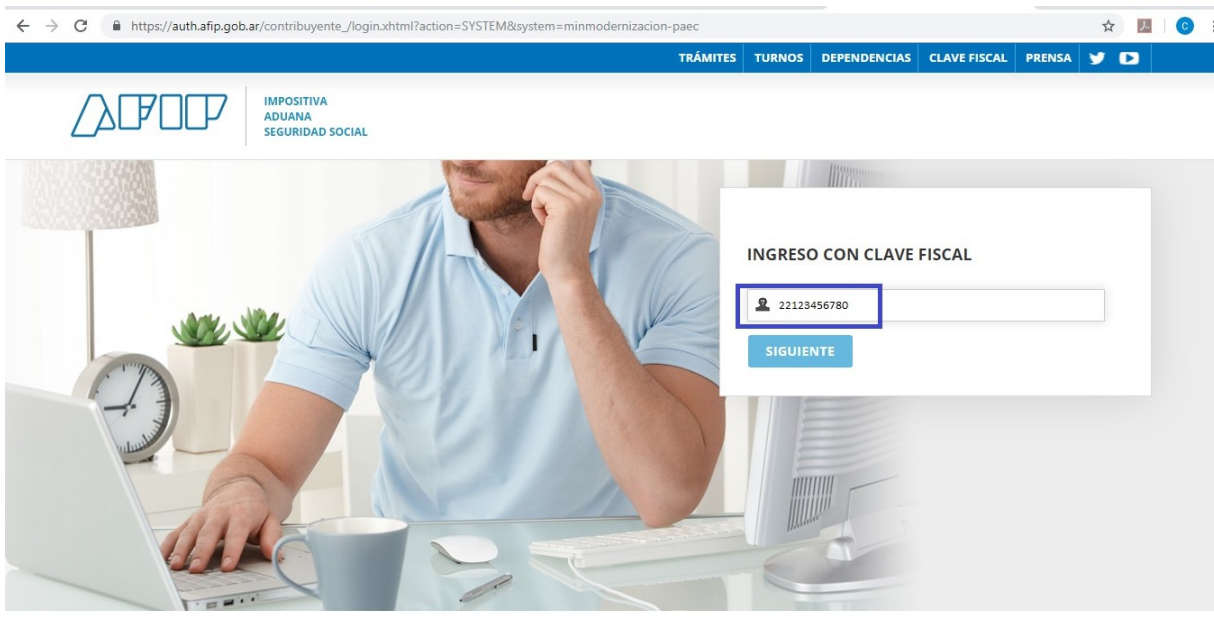 https://auth.afip.gob.ar/contribuyente_/login.xhtml?action=SYSTEM&system=minmodernizacion-paec
C
TRÁMITES TURNOS DEPENDENCIAS CLAVE FISCAL PRENSA
AFIP
IMPOSITIVA
ADUANA
SEGURIDAD SOCIAL
INGRESO CON CLAVE FISCAL
22123456780
SIGUIENTE